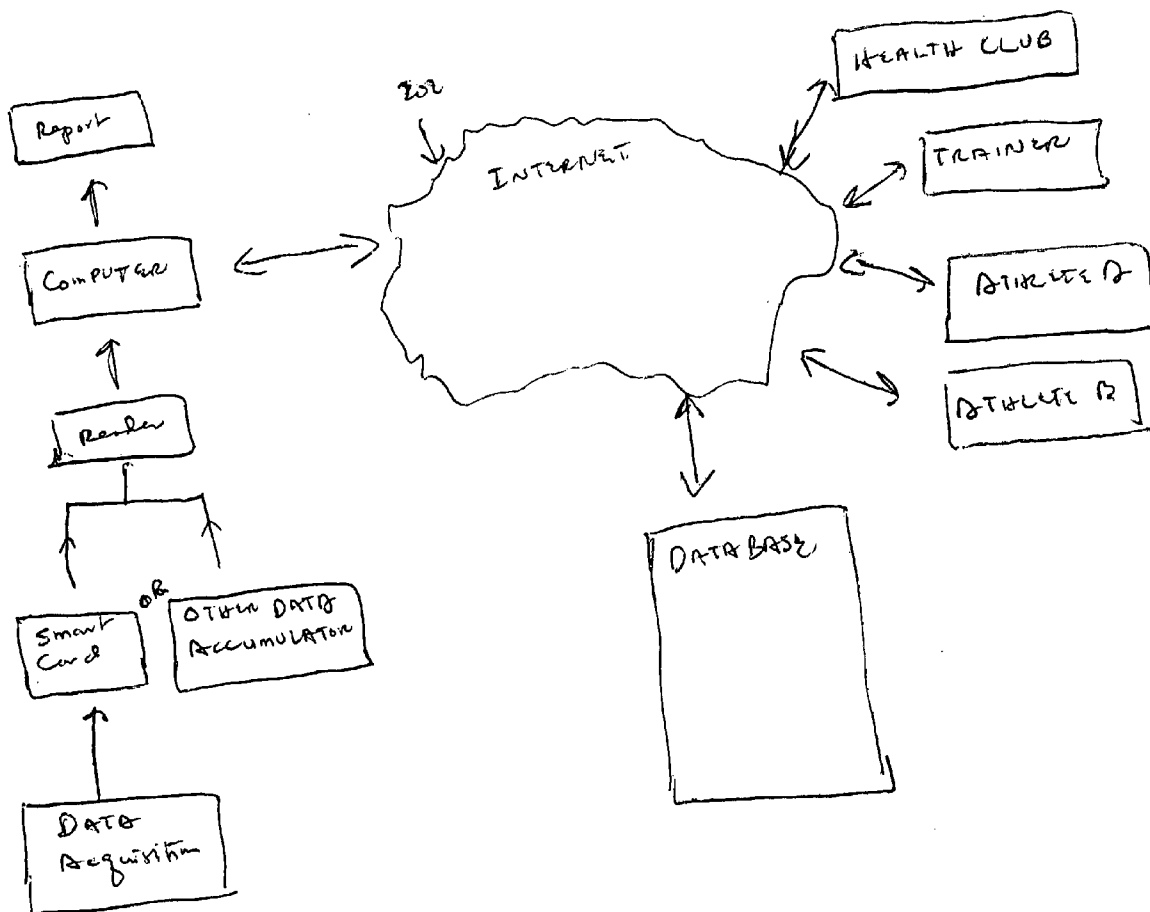 HEALTH CLUB
202
Report
INTERNET
TRAINER
COMPUTER
ATHLETE A
ATHLETE B
Reader
DATABASE
OR
Smart
Card
OTHER DATA
ACCUMULATOR
DATA
Acquisition